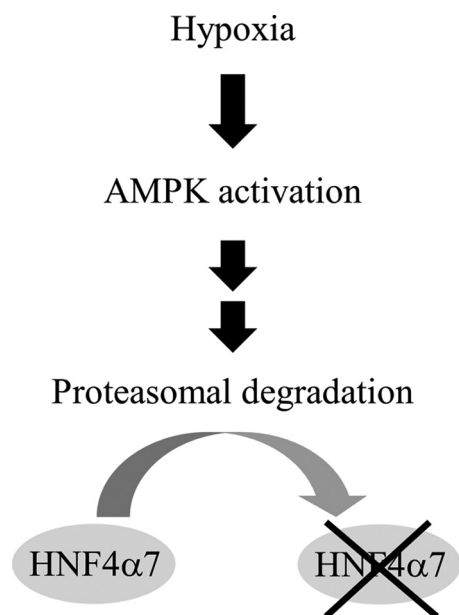 Hypoxia
AMPK activation
Proteasomal degradation
HNF4α7 HNF4α7